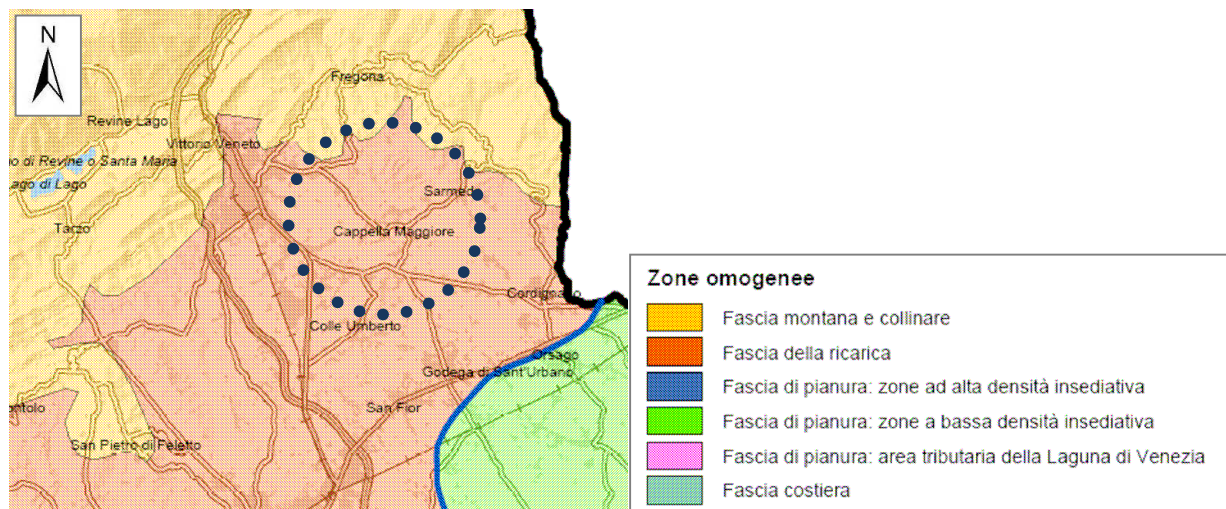 N
Fregona
Revine Lago
Vittorio Veneto
o di Revine o Santa Maria
ago di Lago
Sarmed
Tarzo
Cappella Maggiore
Cordignano
Colle Umberto
Orsago
Godega di Sant'Urbano
ontolo
San Fior
San Pietro di Feletto
Zone omogenee
Fascia montana e collinare
Fascia della ricarica
Fascia di pianura: zone ad alta densità insediativa
Fascia di pianura: zone a bassa densità insediativa
Fascia di pianura: area tributaria della Laguna di Venezia
Fascia costiera